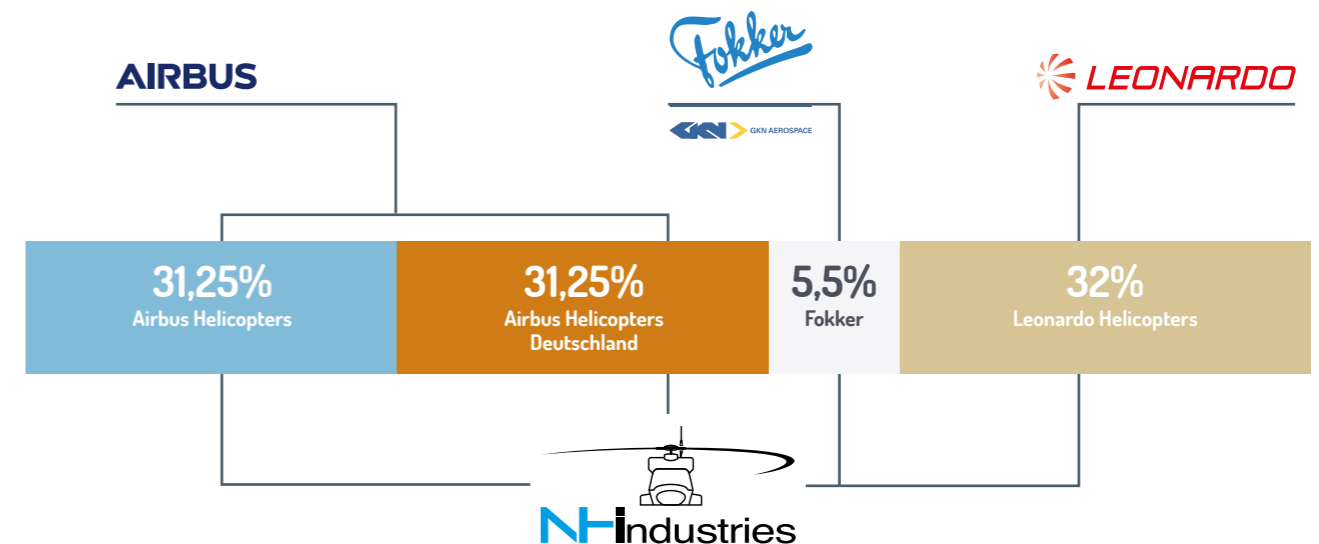 AIRBUS
Fokker
GKN AEROSPACE
LEONARDO
31,25%
Airbus Helicopters
31,25%
Airbus Helicopters
Deutschland
5,5%
Fokker
32%
Leonardo Helicopters
NHindustries